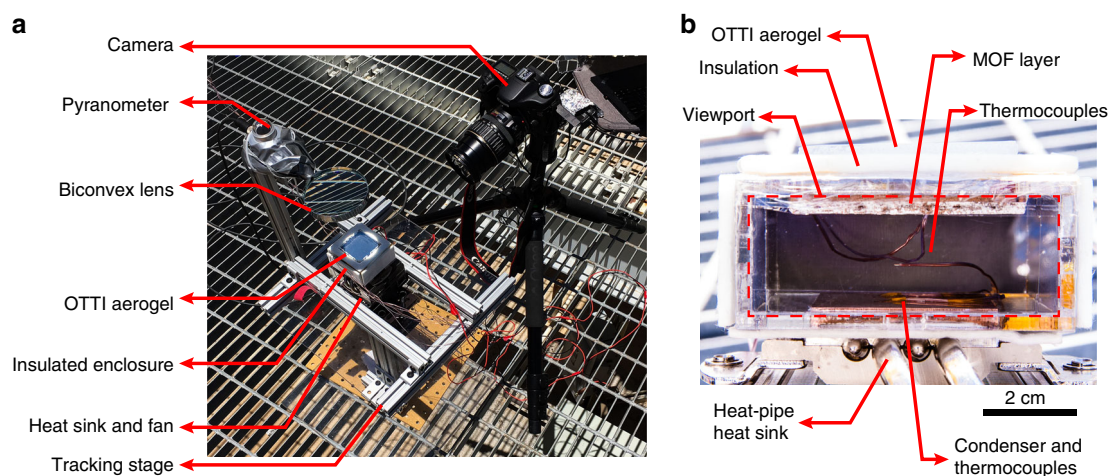 a
Camera
Pyranometer
Biconvex lens
OTTI aerogel
Insulated enclosure
Heat sink and fan
Tracking stage
b
OTTI aerogel
Insulation
Viewport
MOF layer
Thermocouples
Heat-pipe
heat sink
2 cm
Condenser and
thermocouples